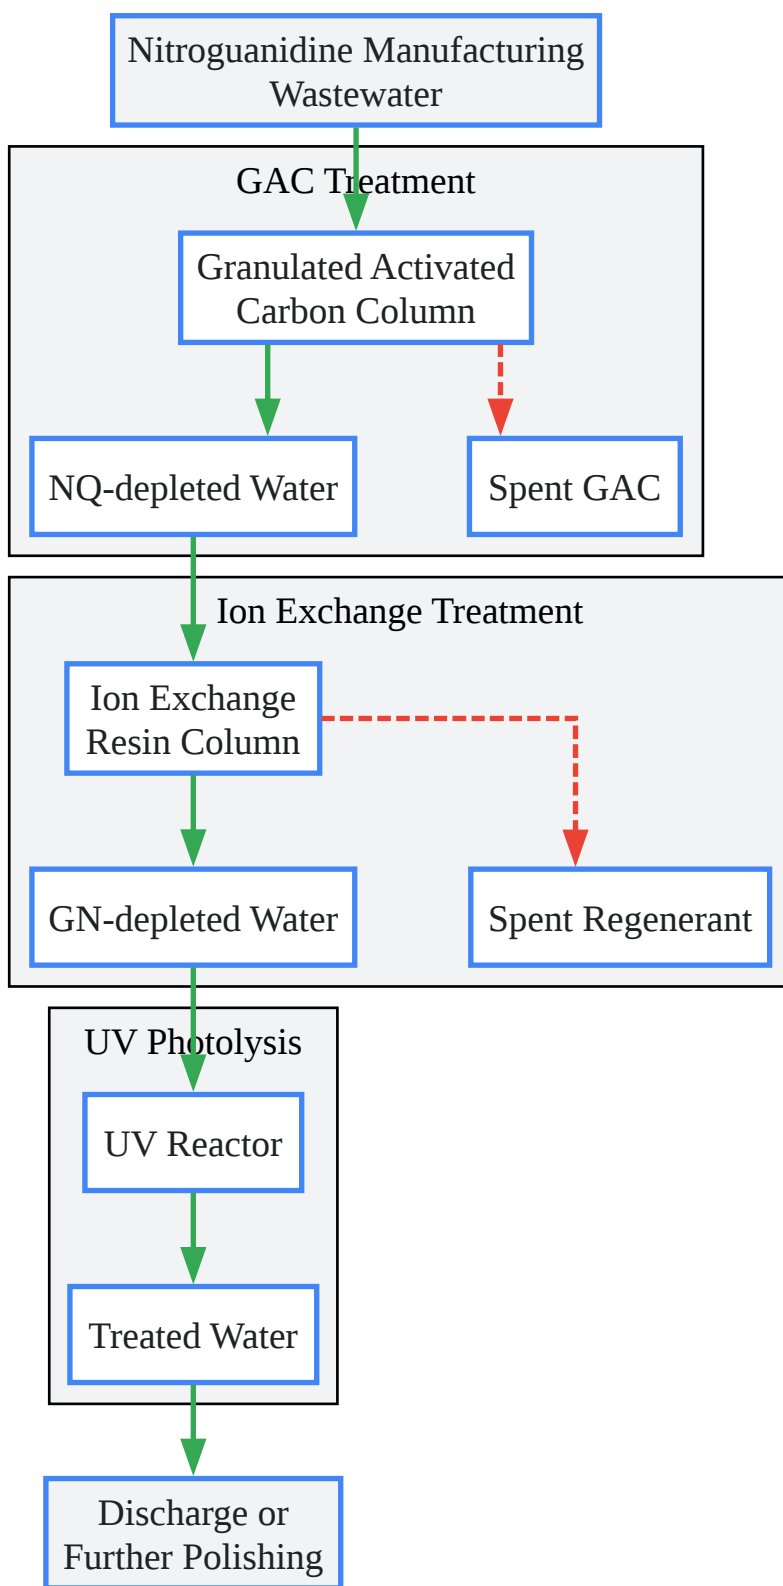 Nitroguanidine Manufacturing
Wastewater
GAC Treatment
Granulated Activated
Carbon Column
NQ-depleted Water
Spent GAC
Ion Exchange Treatment
Ion Exchange
Resin Column
GN-depleted Water
Spent Regenerant
UV Photolysis
UV Reactor
Treated Water
Discharge or
Further Polishing